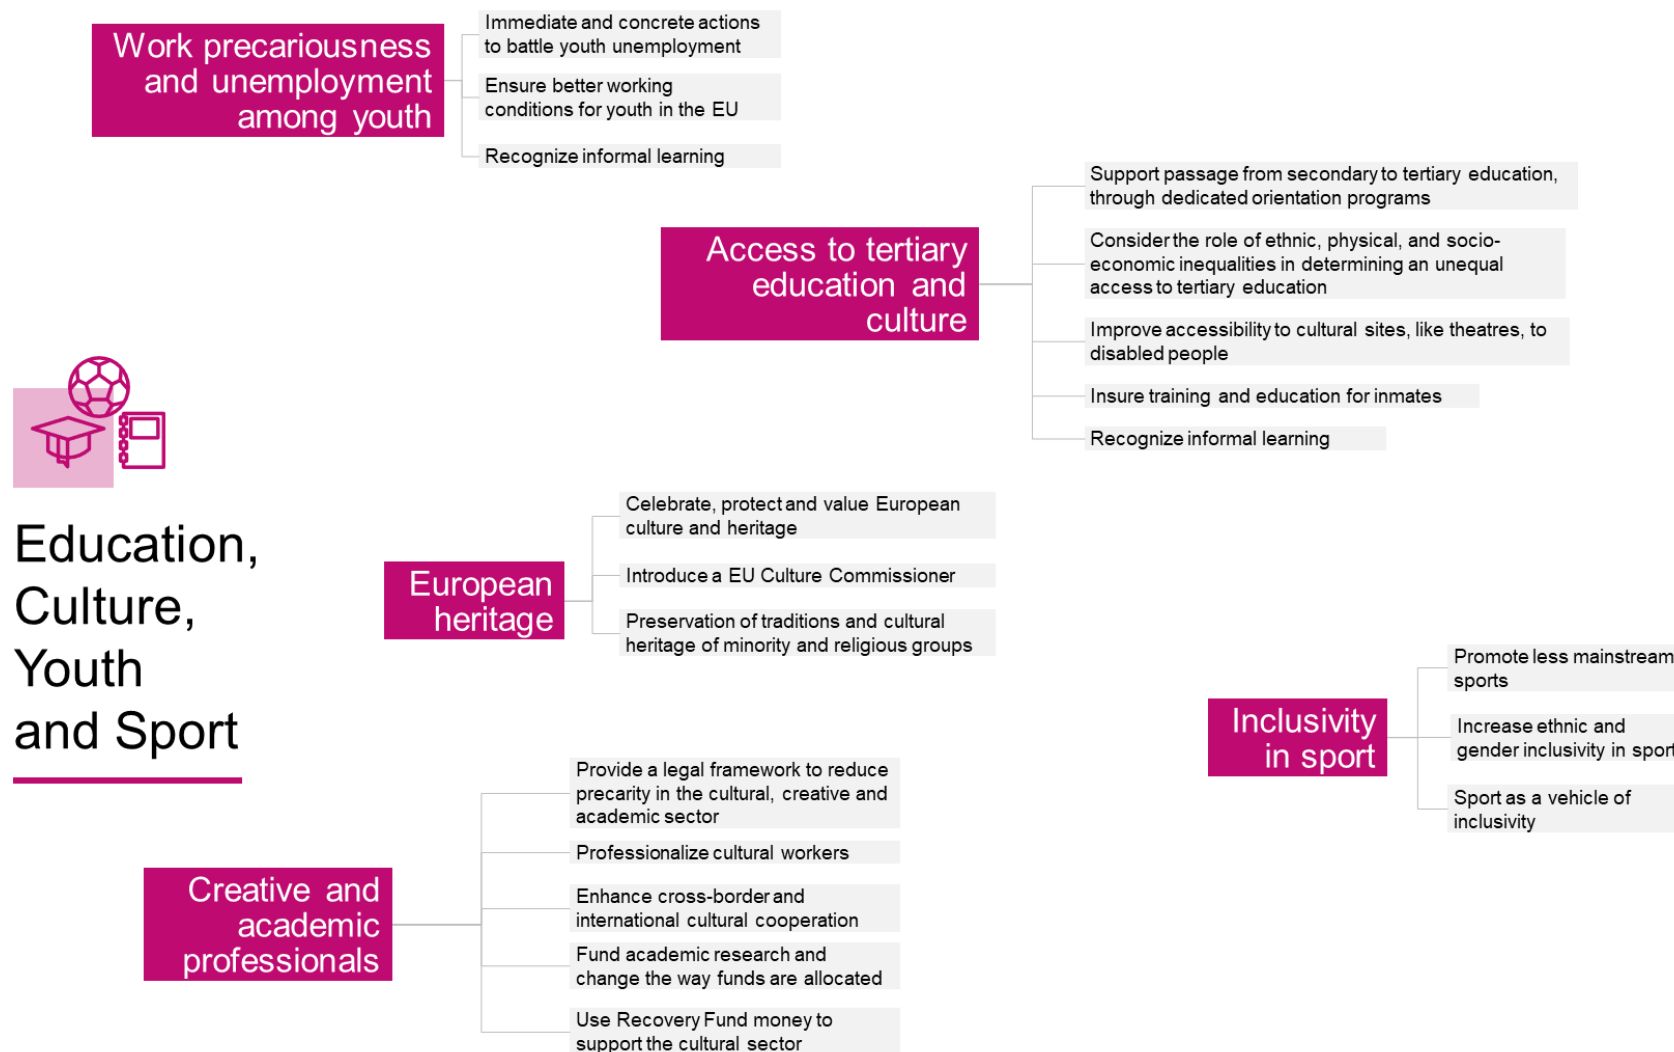 Work precariousness
and unemployment
among youth
Immediate and concrete actions
to battle youth unemployment
Ensure better working
conditions for youth in the EU
Recognize informal learning
Access to tertiary
education and
culture
Support passage from secondary to tertiary education,
through dedicated orientation programs
Consider the role of ethnic, physical, and socio-
economic inequalities in determining an unequal
access to tertiary education
Improve accessibility to cultural sites, like theatres, to
disabled people
Insure training and education for inmates
Recognize informal learning
Education,
Culture,
Youth
and Sport
European
heritage
Celebrate, protect and value European
culture and heritage
Introduce a EU Culture Commissioner
Preservation of traditions and cultural
heritage of minority and religious groups
Inclusivity
in sport
Promote less mainstream
sports
Increase ethnic and
gender inclusivity in sport
Sport as a vehicle of
inclusivity
Creative and
academic
professionals
Provide a legal framework to reduce
precarity in the cultural, creative and
academic sector
Professionalize cultural workers
Enhance cross-border and
international cultural cooperation
Fund academic research and
change the way funds are allocated
Use Recovery Fund money to
support the cultural sector